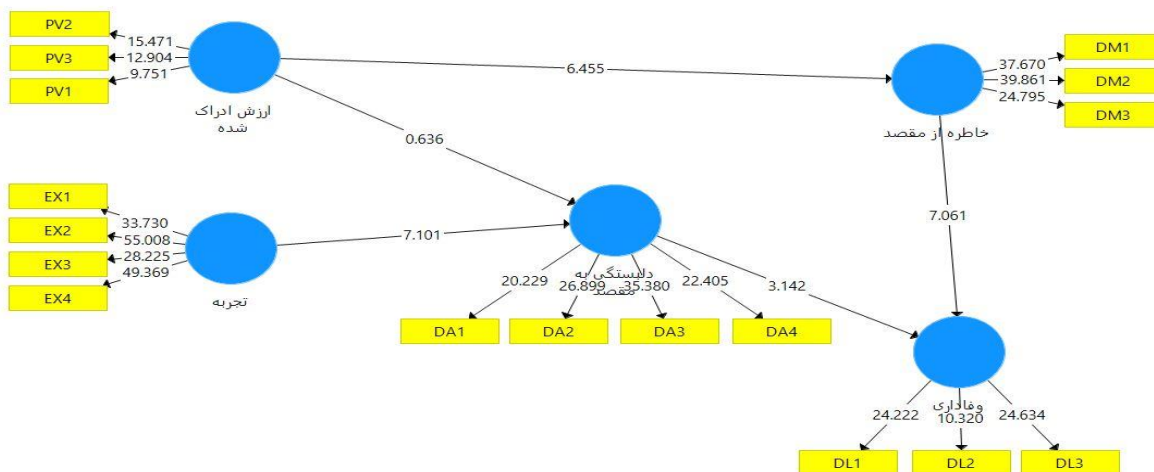 PV2
PV3
PV1
15.471
12.904
9.751
ارزش ادراک
شده
6.455
0.636
DM1
DM2
DM3
37.670
39.861
24.795
خاطره از مقصد
EX1
EX2
EX3
EX4
33.730
55.008
28.225
49.369
تجربه
7.101
7.061
دلبستگی به
مقصد
20.229
26.899
35.380
22.405
3.142
DA1
DA2
DA3
DA4
وفاداری
24.222
10.320
24.634
DL1
DL2
DL3